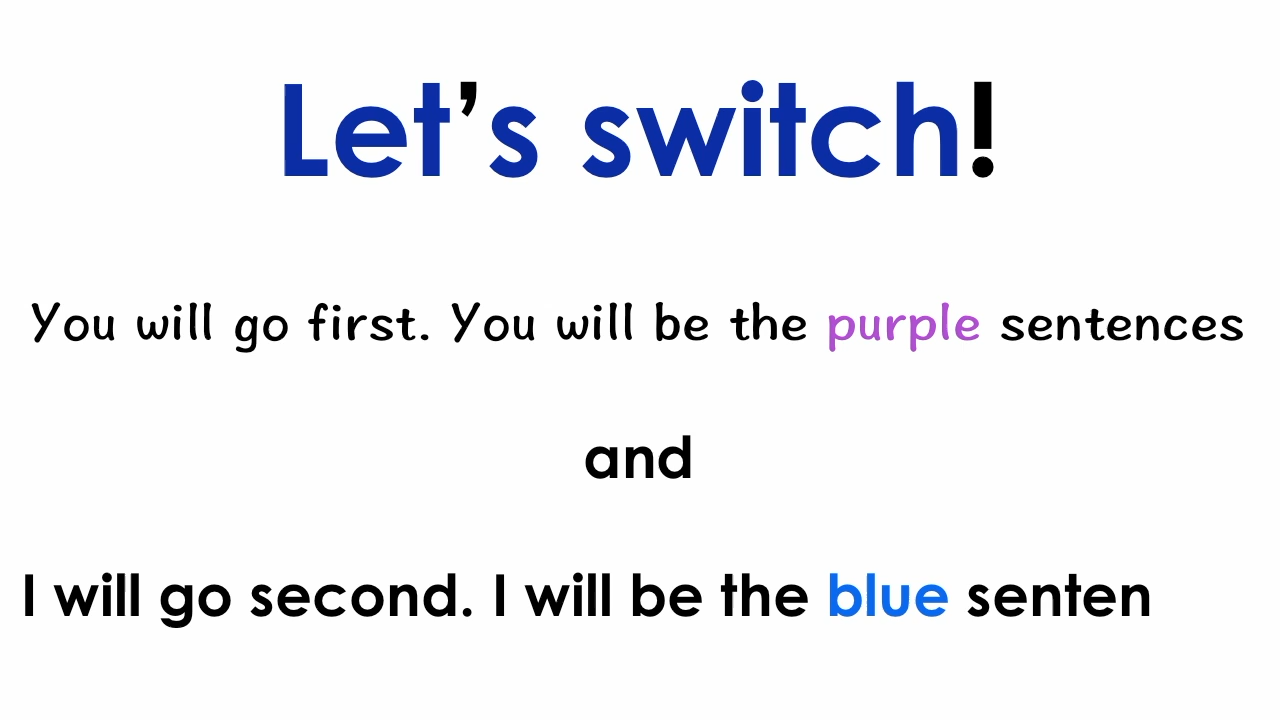 Let’s switch!
You will go first. You will be the purple sentences
and
I will go second. I will be the blue senten